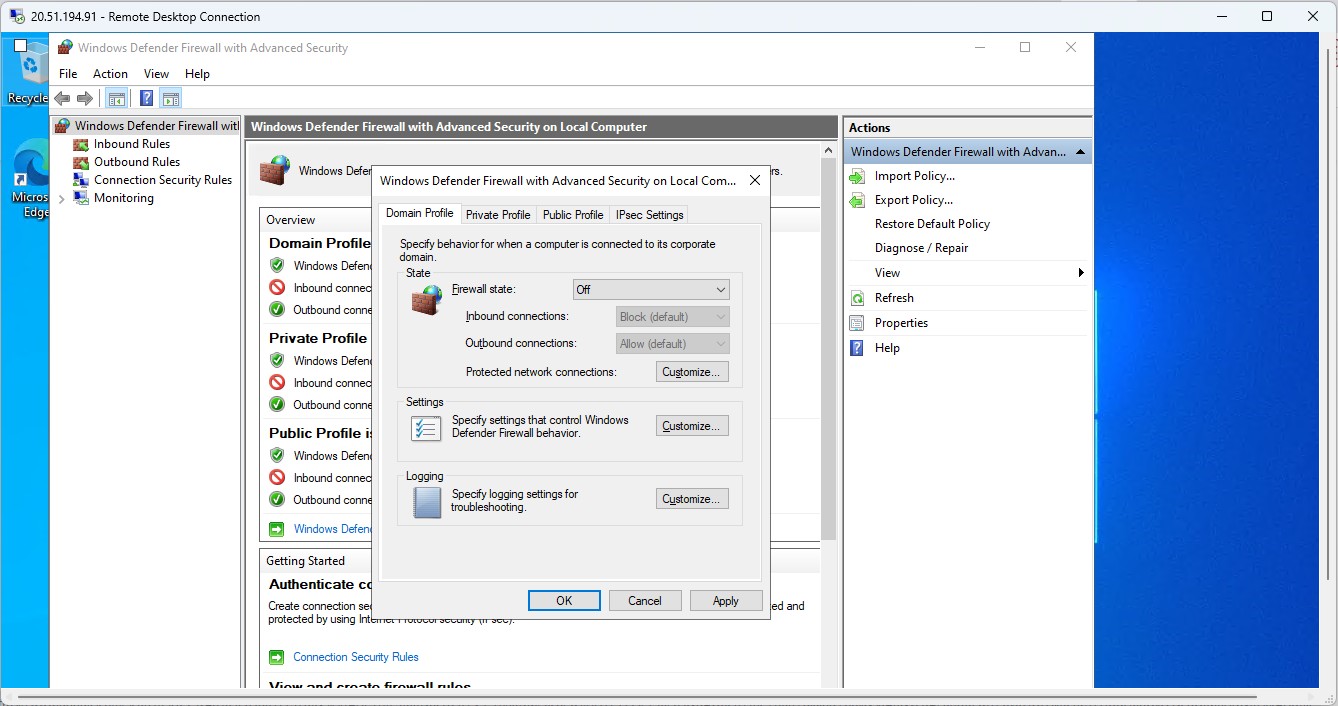 20.51.194.91 - Remote Desktop Connection
Recycle
Micros
Edge
Windows Defender Firewall with Advanced Security
File Action View Help
Windows Defender Firewall wit
Inbound Rules
Outbound Rules
Connection Security Rules
Monitoring
Windows Defender Firewall with Advanced Security on Local Computer
Windows Defer
rs.
Overview
Domain Profile
Windows Defend
Inbound connec
Outbound conne
Private Profile
Windows Defend
Inbound connec
Outbound conne
Public Profile is
Windows Defend
Inbound connec
Outbound conne
Windows Defend
Getting Started
Authenticate co
Create connection sec
ed and
protected by using Internet Protocol security (IPsec).
Connection Security Rules
View and create firewall rules
Windows Defender Firewall with Advanced Security on Local Com...
Domain Profile Private Profile Public Profile IPsec Settings
Specify behavior for when a computer is connected to its corporate
domain.
State
Firewall state: Off
Inbound connections: Block (default)
Outbound connections: Allow (default)
Protected network connections: Customize...
Settings
Specify settings that control Windows
Defender Firewall behavior.
Customize...
Logging
Specify logging settings for
troubleshooting.
Customize...
OK Cancel Apply
Actions
Windows Defender Firewall with Advan...
Import Policy...
Export Policy...
Restore Default Policy
Diagnose / Repair
View
Refresh
Properties
Help